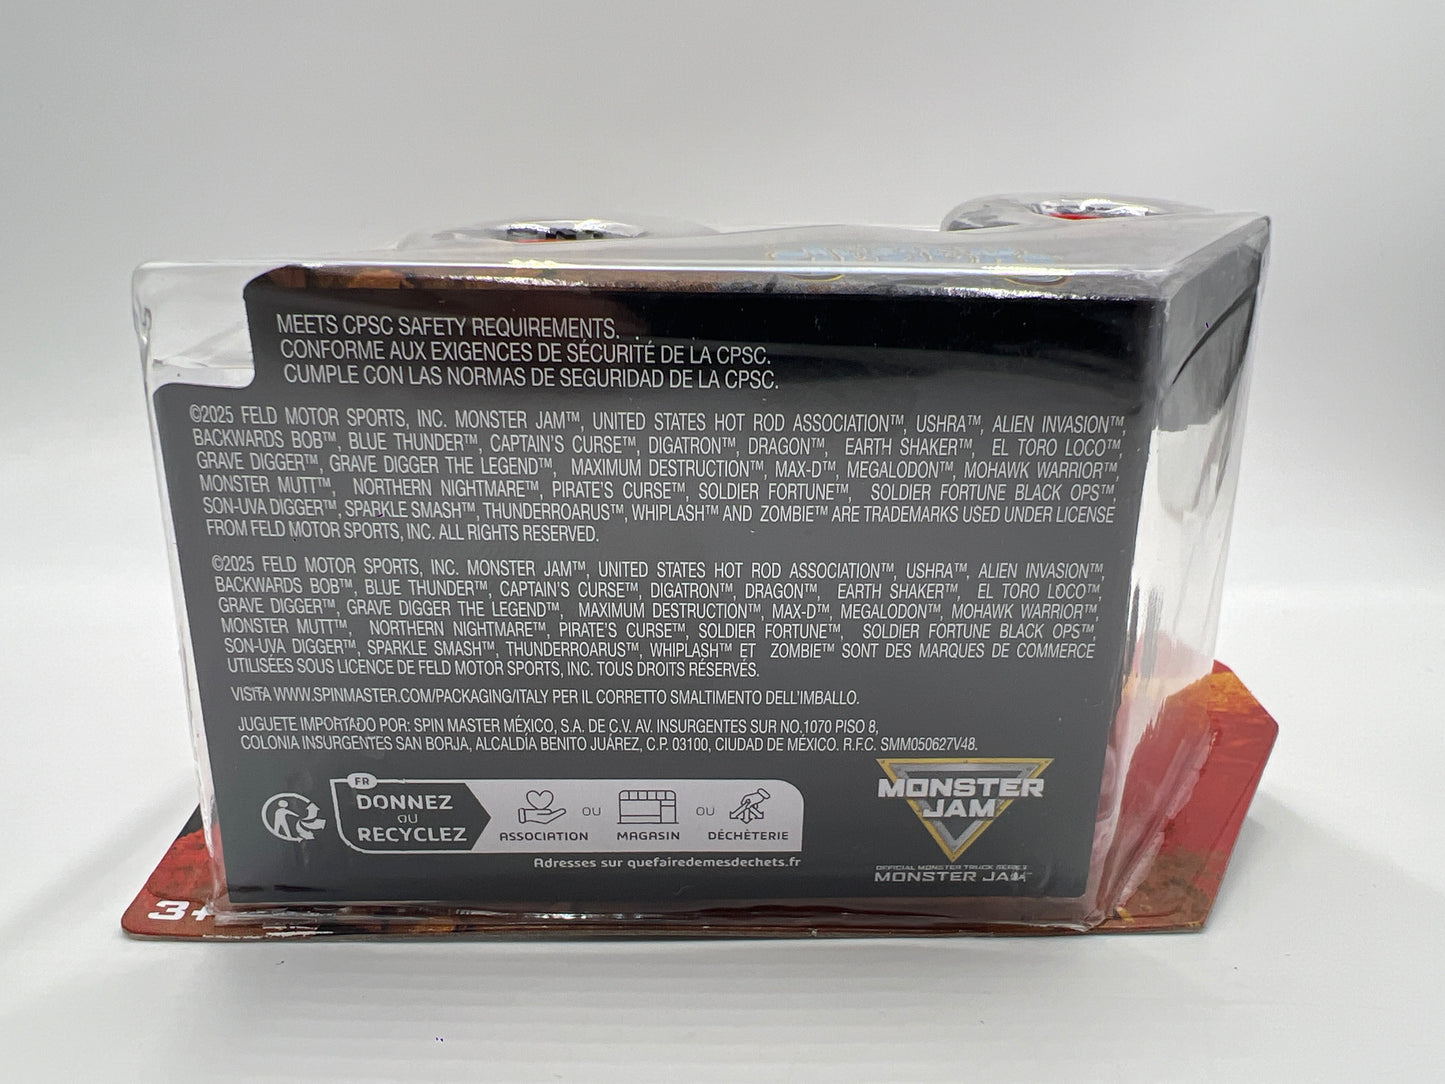 MEETS CPSC SAFETY REQUIREMENTS.
CONFORME AUX EXIGENCES DE SÉCURITÉ DE LA CPSC.
CUMPLE CON LAS NORMAS DE SEGURIDAD DE LA CPSC.
©2025 FELD MOTOR SPORTS, INC. MONSTER JAM™, UNITED STATES HOT ROD ASSOCIATION™, USHRA™, ALIEN INVASION™,
BACKWARDS BOB™, BLUE THUNDER™, CAPTAIN'S CURSE™, DIGATRON™, DRAGON™, EARTH SHAKER™, EL TORO LOCO™,
GRAVE DIGGER™, GRAVE DIGGER THE LEGEND™, MAXIMUM DESTRUCTION™, MAX-D™, MEGALODON™, MOHAWK WARRIOR™,
MONSTER MUTT™, NORTHERN NIGHTMARE™, PIRATE'S CURSE™, SOLDIER FORTUNE™, SOLDIER FORTUNE BLACK OPS™,
SON-UVA DIGGER™, SPARKLE SMASH™, THUNDERROARUS™, WHIPLASH™ AND ZOMBIE™ ARE TRADEMARKS USED UNDER LICENSE
FROM FELD MOTOR SPORTS, INC. ALL RIGHTS RESERVED.
©2025 FELD MOTOR SPORTS, INC. MONSTER JAM™, UNITED STATES HOT ROD ASSOCIATION™, USHRA™, ALIEN INVASION™,
BACKWARDS BOB™, BLUE THUNDER™, CAPTAIN'S CURSE™, DIGATRON™, DRAGON™, EARTH SHAKER™, EL TORO LOCO™,
GRAVE DIGGER™, GRAVE DIGGER THE LEGEND™, MAXIMUM DESTRUCTION™, MAX-D™, MEGALODON™, MOHAWK WARRIOR™,
MONSTER MUTT™, NORTHERN NIGHTMARE™, PIRATE'S CURSE™, SOLDIER FORTUNE™, SOLDIER FORTUNE BLACK OPS™,
SON-UVA DIGGER™, SPARKLE SMASH™, THUNDERROARUS™, WHIPLASH™ ET ZOMBIE™ SONT DES MARQUES DE COMMERCE
UTILISÉES SOUS LICENCE DE FELD MOTOR SPORTS, INC. TOUS DROITS RÉSERVÉS.
VISITA WWW.SPINMASTER.COM/PACKAGING/ITALY PER IL CORRETTO SMALTIMENTO DELL'IMBALLO.
JUGUETE IMPORTADO POR: SPIN MASTER MÉXICO, S.A. DE C.V. AV. INSURGENTES SUR NO.1070 PISO 8,
COLONIA INSURGENTES SAN BORJA, ALCALDÍA BENITO JUÁREZ, C.P. 03100, CIUDAD DE MÉXICO. R.F.C. SMM050627V48.
FR
DONNEZ
OU
RECYCLEZ
ASSOCIATION OU MAGASIN OU DÉCHÈTERIE
Adresses sur quefairedemesdechets.fr
MONSTER
JAM
OFFICIAL MONSTER TRUCK SERIES
MONSTER JAM
3+